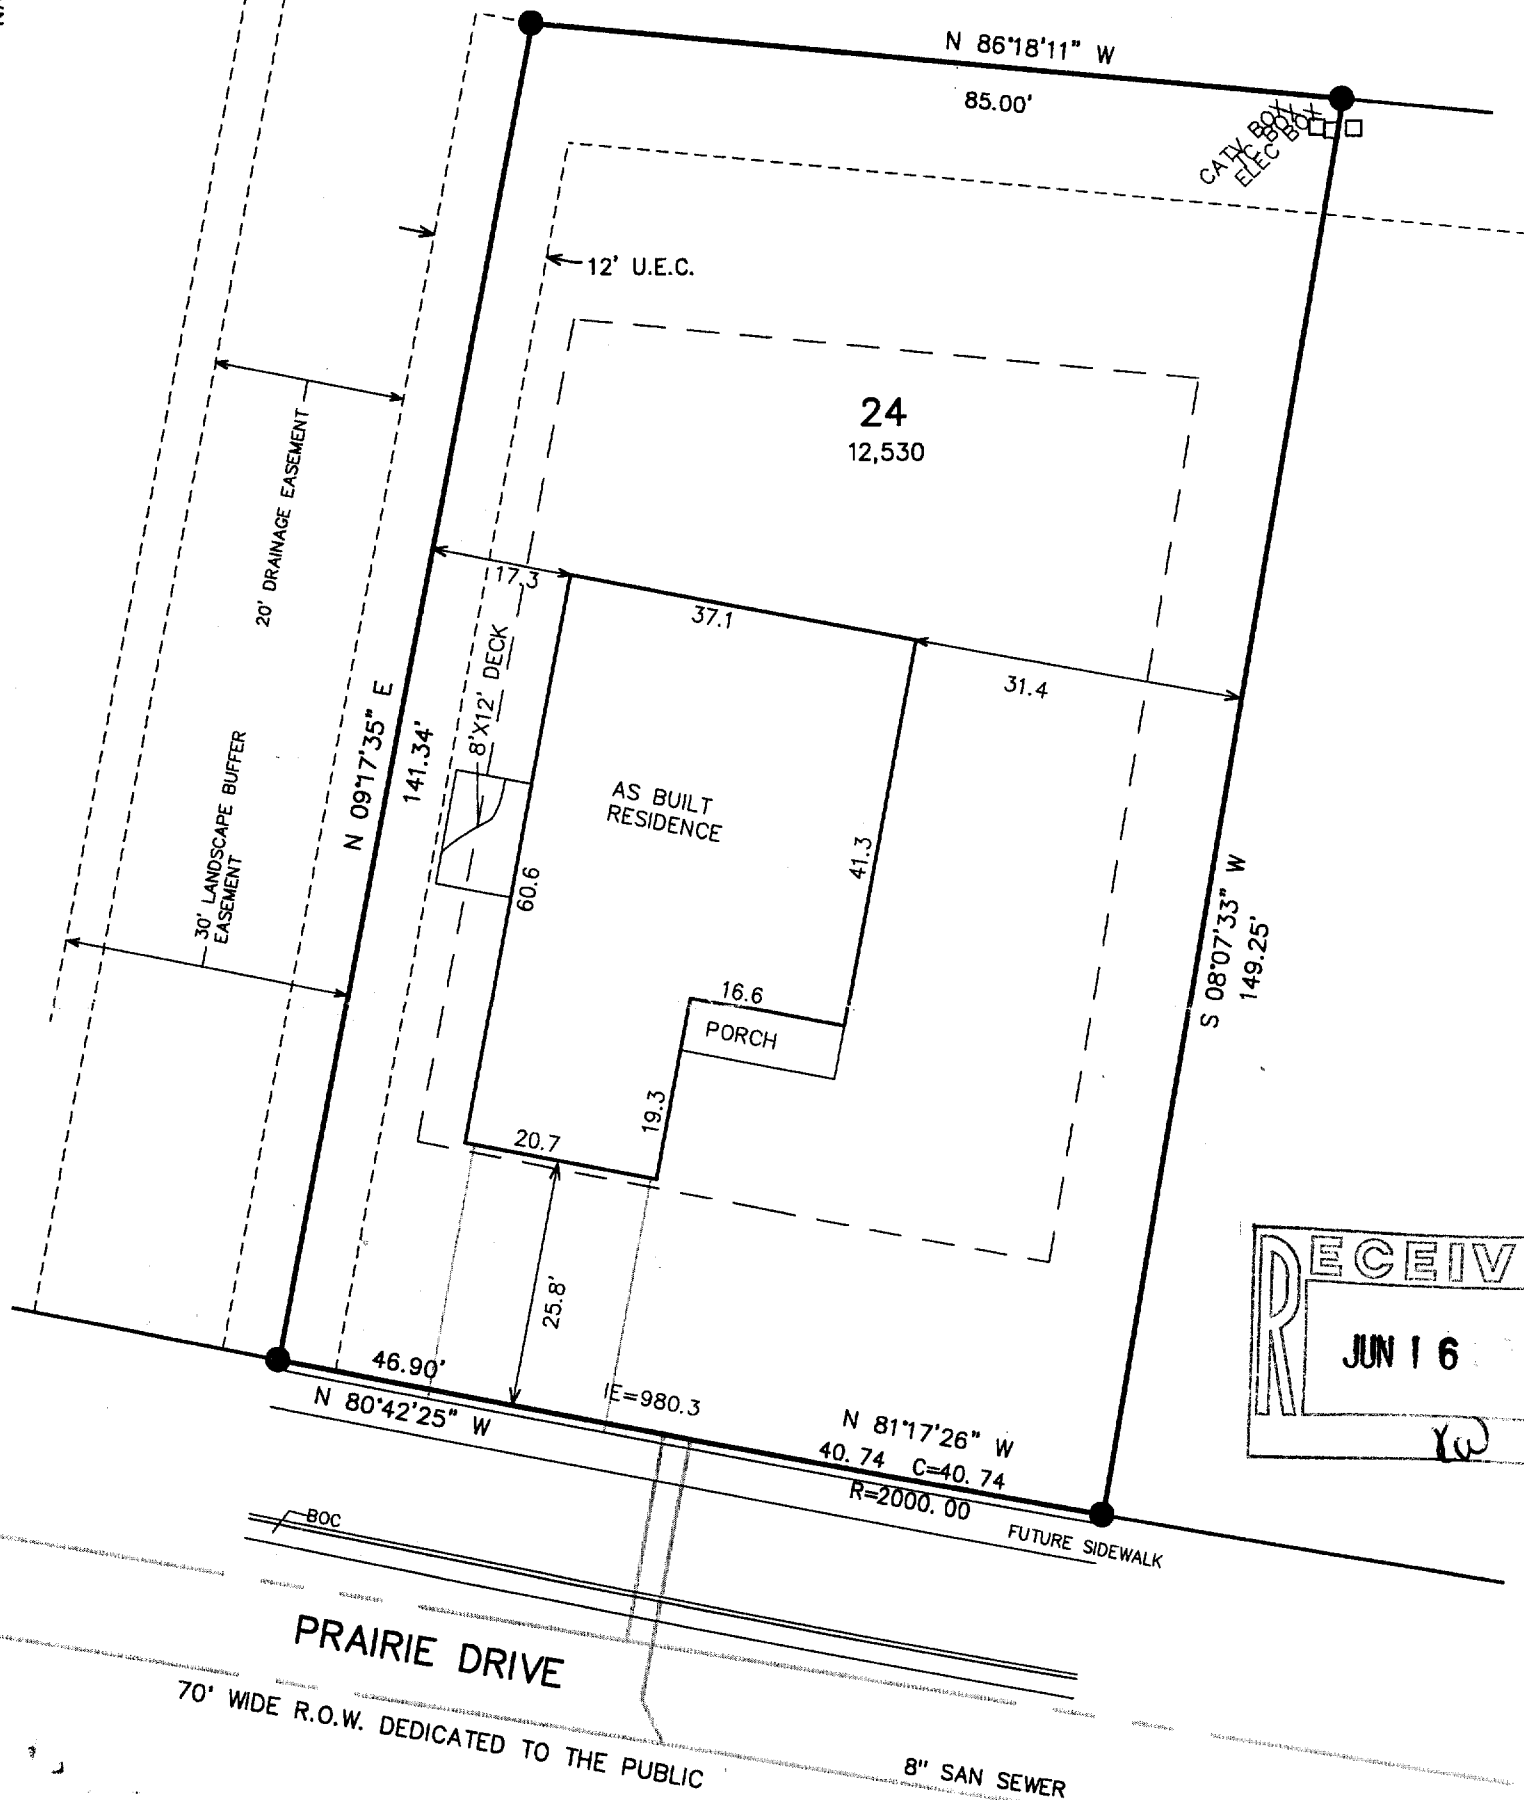 N 86°18'11" W
85.00'
CATV BOX
ELEC BOX
12' U.E.C.
24
12,530
20' DRAINAGE EASEMENT
17.3
37.1
31.4
8'X12' DECK
N 09°17'35" E
141.34'
30' LANDSCAPE BUFFER
EASEMENT
AS BUILT
RESIDENCE
60.6
41.3
S 08°07'33" W
149.25'
16.6
PORCH
19.3
20.7
25.8'
RECEIV
JUN 16
46.90'
N 80°42'25" W
IE=980.3
N 81°17'26" W
40.74 C=40.74
R=2000.00
FUTURE SIDEWALK
BOC
PRAIRIE DRIVE
70' WIDE R.O.W. DEDICATED TO THE PUBLIC
8" SAN SEWER